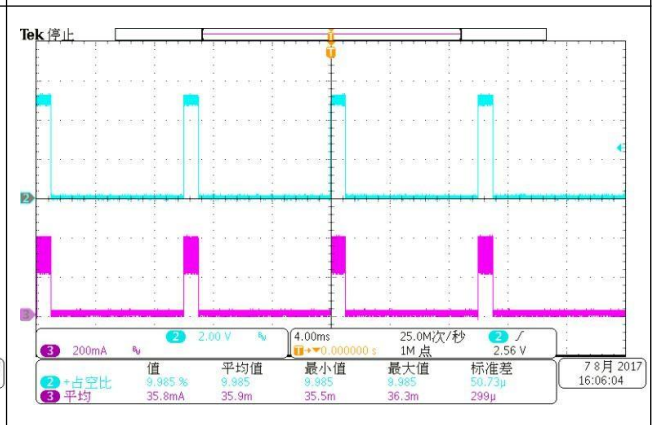 Tek 停止
T
T
2
3
2 2.00 V
3 200mA
4.00ms
T→▼0.000000 s
25.0M次/秒
1M 点
2 /
2.56 V
值 平均值 最小值 最大值 标准差
2 +占空比 9.985 % 9.985 9.985 9.985 50.73µ
3 平均 35.8mA 35.9m 35.5m 36.3m 299µ
7 8月 2017
16:06:04